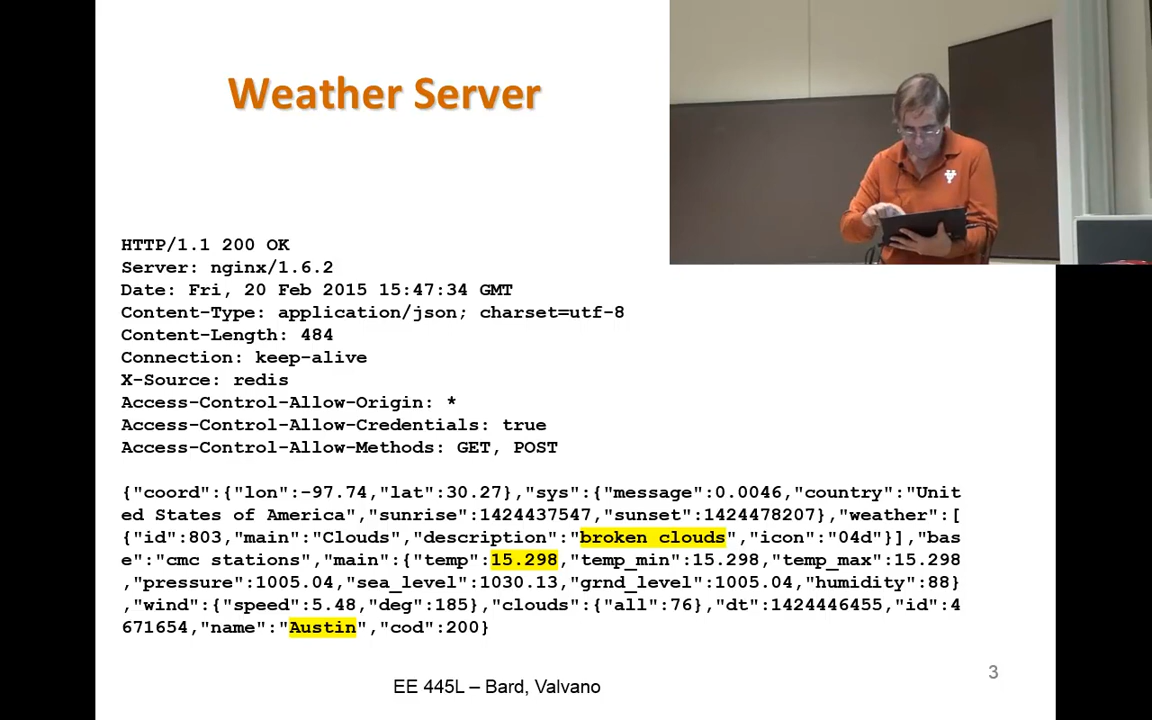 Weather Server
HTTP/1.1 200 OK
Server: nginx/1.6.2
Date: Fri, 20 Feb 2015 15:47:34 GMT
Content-Type: application/json; charset=utf-8
Content-Length: 484
Connection: keep-alive
X-Source: redis
Access-Control-Allow-Origin: *
Access-Control-Allow-Credentials: true
Access-Control-Allow-Methods: GET, POST
{"coord":{"lon":-97.74,"lat":30.27},"sys":{"message":0.0046,"country":"Unit
ed States of America","sunrise":1424437547,"sunset":1424478207},"weather":[
{"id":803,"main":"Clouds","description":"broken clouds","icon":"04d"}],"bas
e":"cmc stations","main":{"temp":15.298,"temp_min":15.298,"temp_max":15.298
,"pressure":1005.04,"sea_level":1030.13,"grnd_level":1005.04,"humidity":88}
,"wind":{"speed":5.48,"deg":185},"clouds":{"all":76},"dt":1424446455,"id":4
671654,"name":"Austin","cod":200}
EE 445L – Bard, Valvano
3